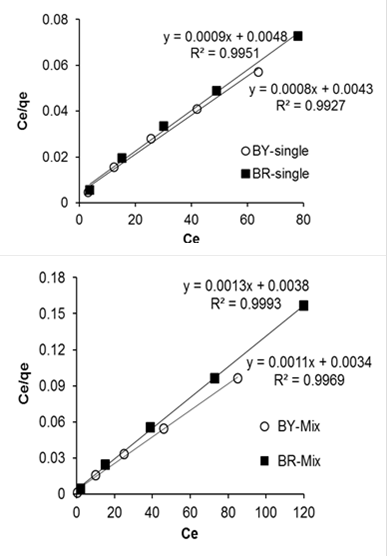 0.08
y = 0.0009x + 0.0048
R² = 0.9951
0.06
y = 0.0008x + 0.0043
R² = 0.9927
Ce/qe
0.04
0.02
BY-single
BR-single
0
0 20 40 60 80
Ce
0.18
y = 0.0013x + 0.0038
R² = 0.9993
0.15
0.12
y = 0.0011x + 0.0034
R² = 0.9969
Ce/qe
0.09
0.06
BY-Mix
0.03
BR-Mix
0
0 20 40 60 80 100 120
Ce